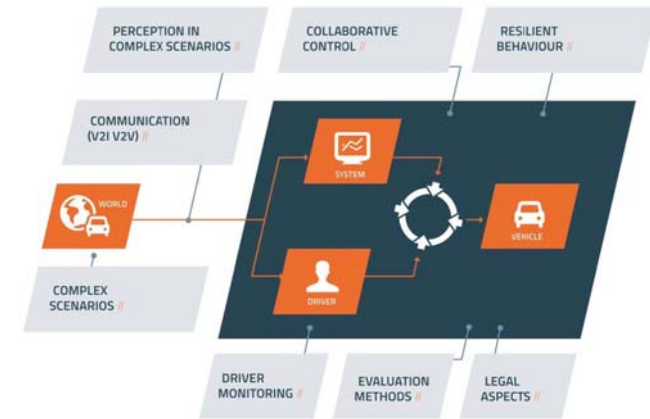 PERCEPTION IN
COMPLEX SCENARIOS //
COLLABORATIVE
CONTROL //
RESILIENT
BEHAVIOUR //
COMMUNICATION
(V2I V2V) //
SYSTEM
WORLD
VEHICLE
DRIVER
COMPLEX
SCENARIOS //
DRIVER
MONITORING //
EVALUATION
METHODS //
LEGAL
ASPECTS //